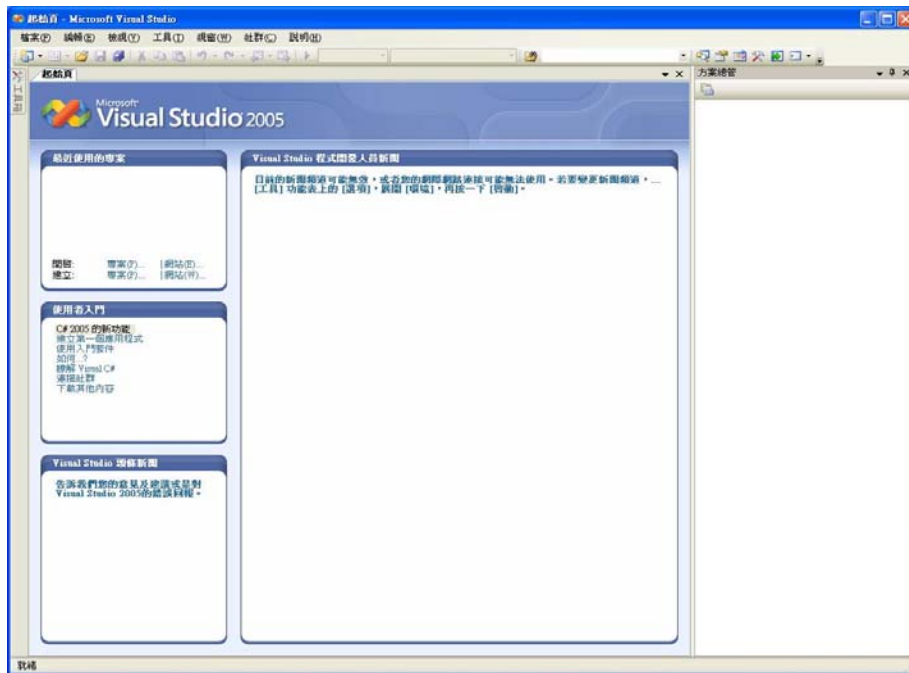 起始頁 - Microsoft Visual Studio
檔案(F) 編輯(E) 檢視(V) 工具(T) 視窗(W) 社群(C) 說明(H)
工具箱
起始頁
方案總管
Microsoft
Visual Studio 2005
最近使用的專案
開啟: 專案(P)... | 網站(E)...
建立: 專案(P)... | 網站(W)...
使用者入門
C# 2005 的新功能
建立第一個應用程式
使用入門套件
如何...?
瞭解 Visual C#
連接社群
下載其他內容
Visual Studio 頭條新聞
告訴我們您的意見及建議或是對
Visual Studio 2005的錯誤回報。
Visual Studio 程式開發人員新聞
目前的新聞頻道可能無效，或者您的網際網路連接可能無法使用。若要變更新聞頻道，...
[工具] 功能表上的 [選項]，展開 [環境]，再按一下 [啟動]。
就緒